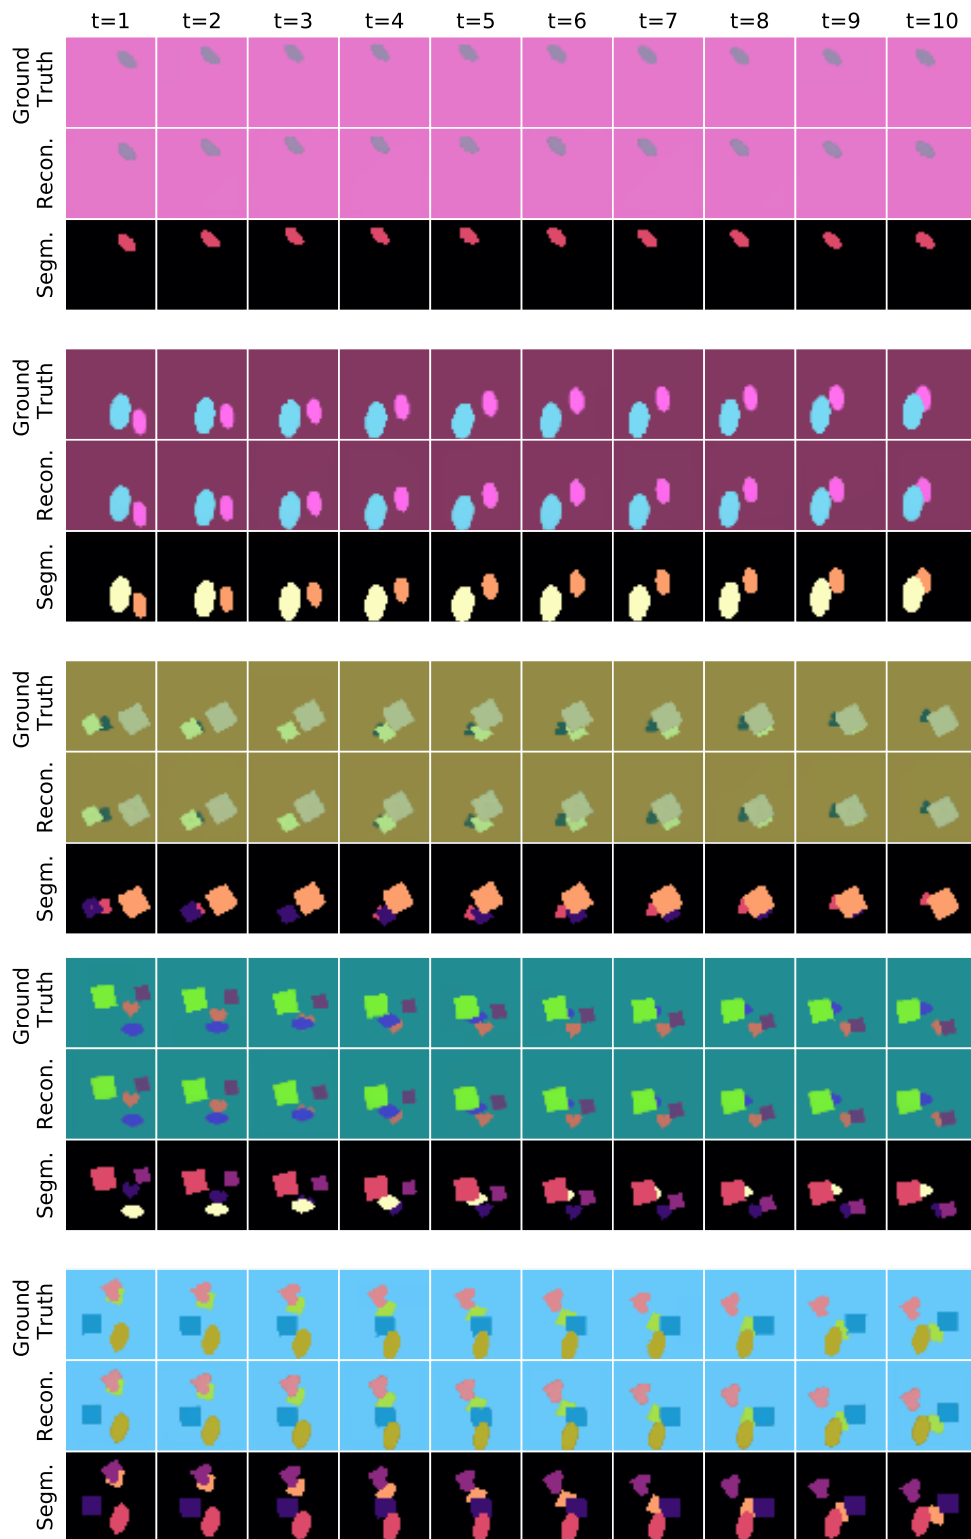 t=1 t=2 t=3 t=4 t=5 t=6 t=7 t=8 t=9 t=10
Ground
Truth
Recon.
Segm.
Ground
Truth
Recon.
Segm.
Ground
Truth
Recon.
Segm.
Ground
Truth
Recon.
Segm.
Ground
Truth
Recon.
Segm.